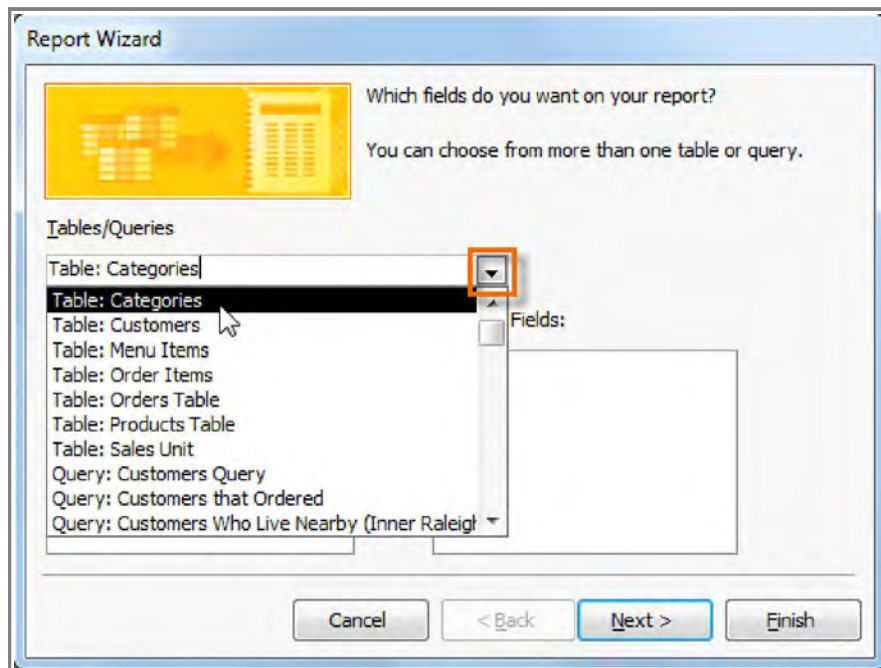 Report Wizard
Which fields do you want on your report?
You can choose from more than one table or query.
Tables/Queries
Table: Categories
Table: Categories
Table: Customers
Fields:
Table: Menu Items
Table: Order Items
Table: Orders Table
Table: Products Table
Table: Sales Unit
Query: Customers Query
Query: Customers that Ordered
Query: Customers Who Live Nearby (Inner Raleigh
Cancel
< Back
Next >
Finish